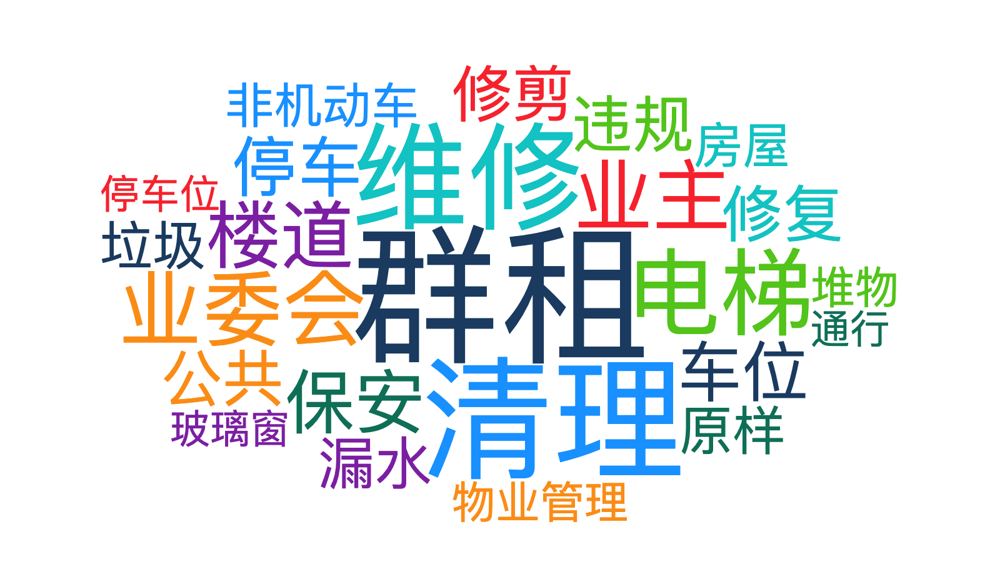 修剪
非机动车
违规
维修
房屋
停车
业主
停车位
修复
楼道
垃圾
群租
电梯
堆物
业委会
通行
车位
公共
清理
保安
原样
玻璃窗
漏水
物业管理